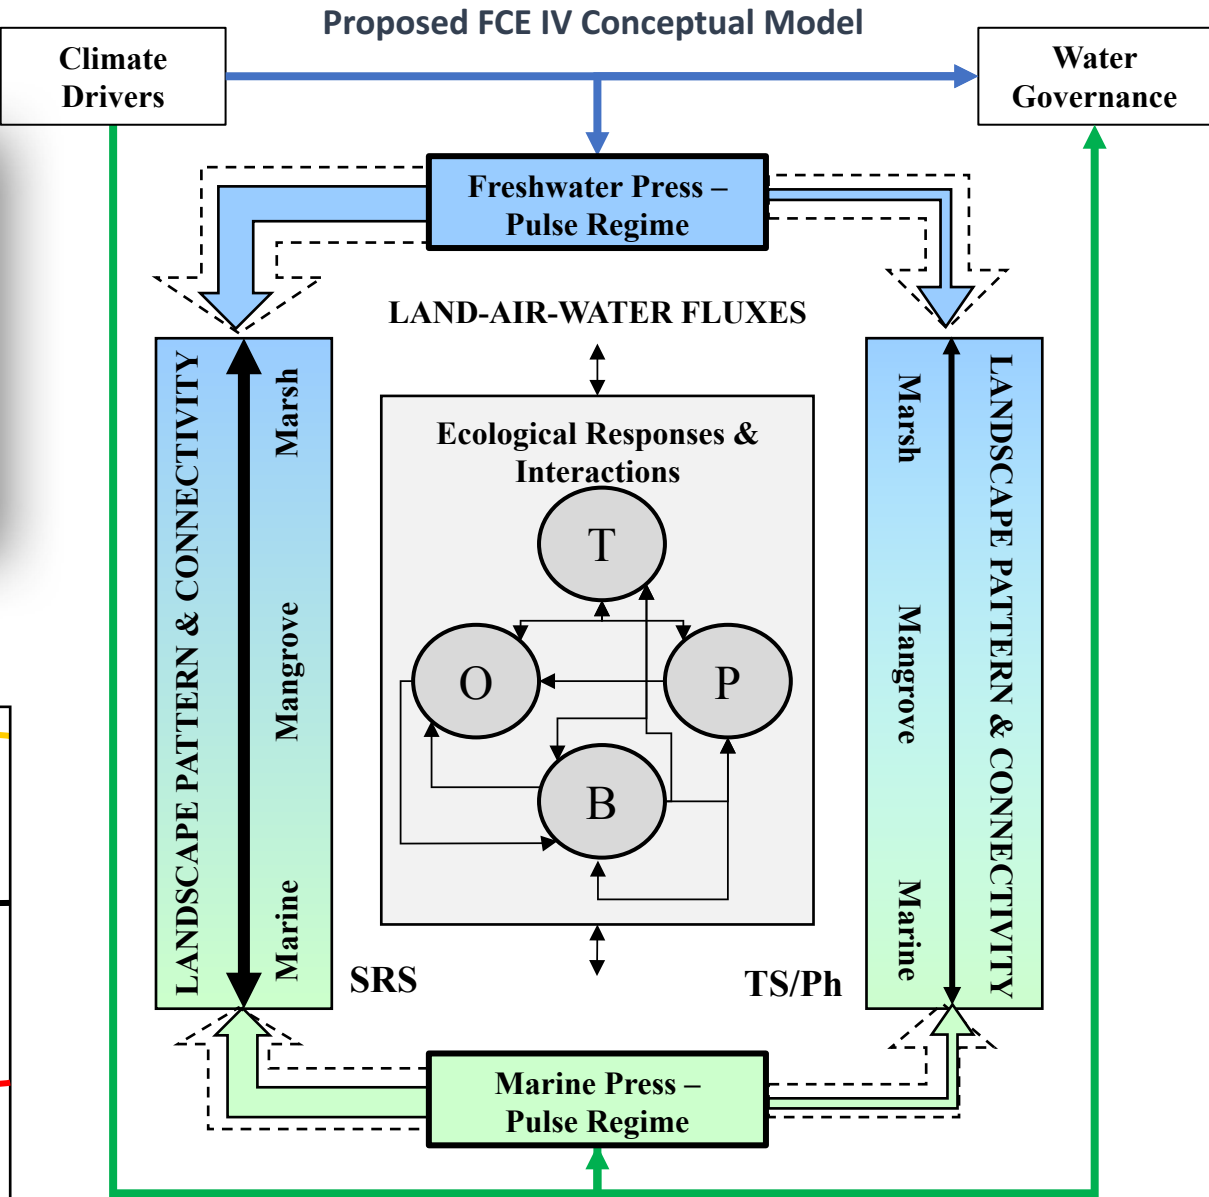 Proposed FCE IV Conceptual Model
Climate
Drivers
Water
Governance
Freshwater Press –
Pulse Regime
LAND-AIR-WATER FLUXES
LANDSCAPE PATTERN & CONNECTIVITY
Marsh
Mangrove
Marine
Ecological Responses &
Interactions
T
O
P
B
Marsh
Mangrove
Marine
LANDSCAPE PATTERN & CONNECTIVITY
SRS
TS/Ph
Marine Press –
Pulse Regime